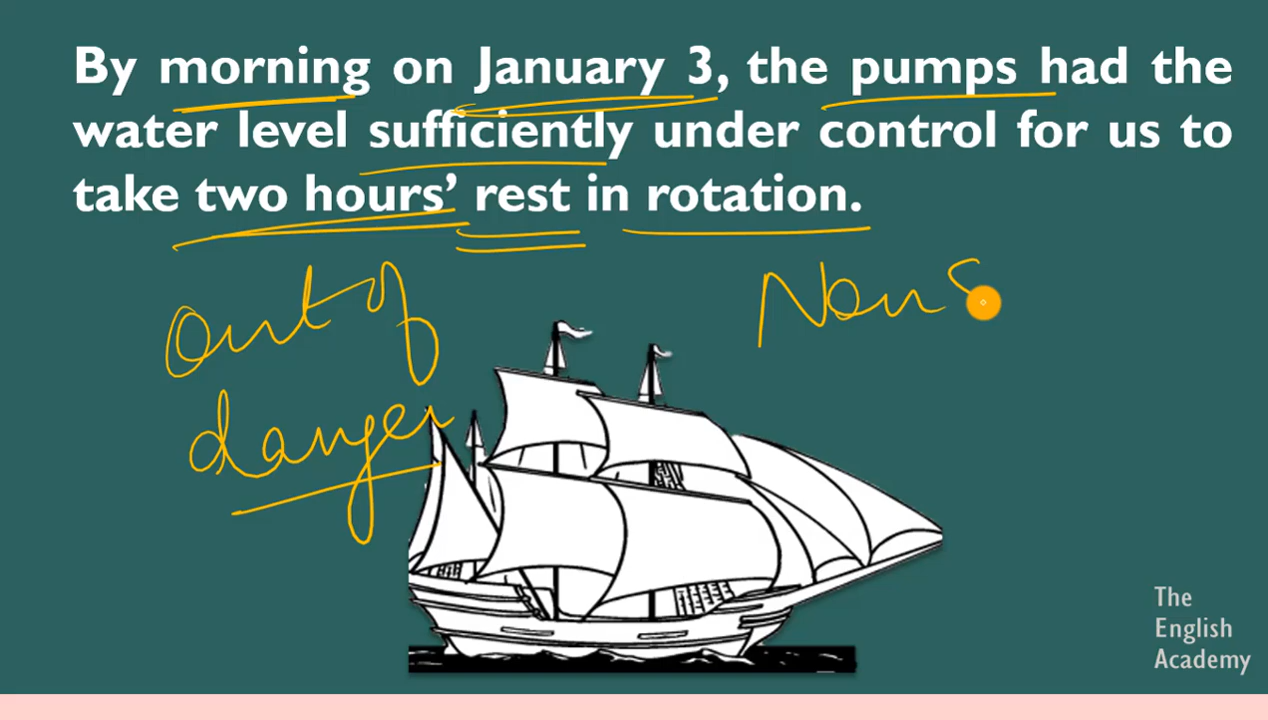 By morning on January 3, the pumps had the
water level sufficiently under control for us to
take two hours’ rest in rotation.
out of
danger
The
English
Academy